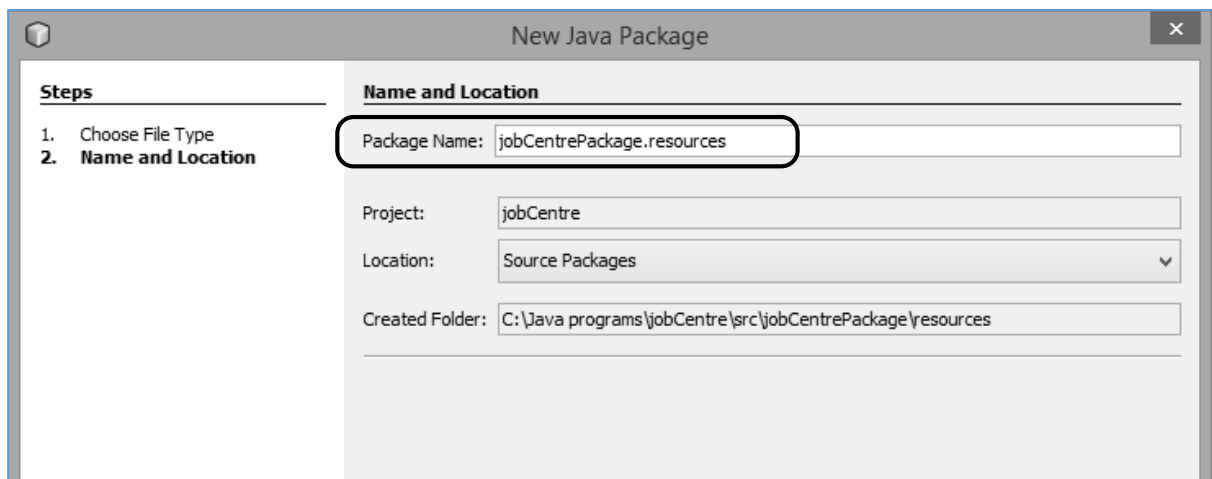 New Java Package
Steps
1. Choose File Type
2. Name and Location
Name and Location
Package Name: jobCentrePackage.resources
Project: jobCentre
Location: Source Packages
Created Folder: C:\Java programs\jobCentre\src\jobCentrePackage\resources